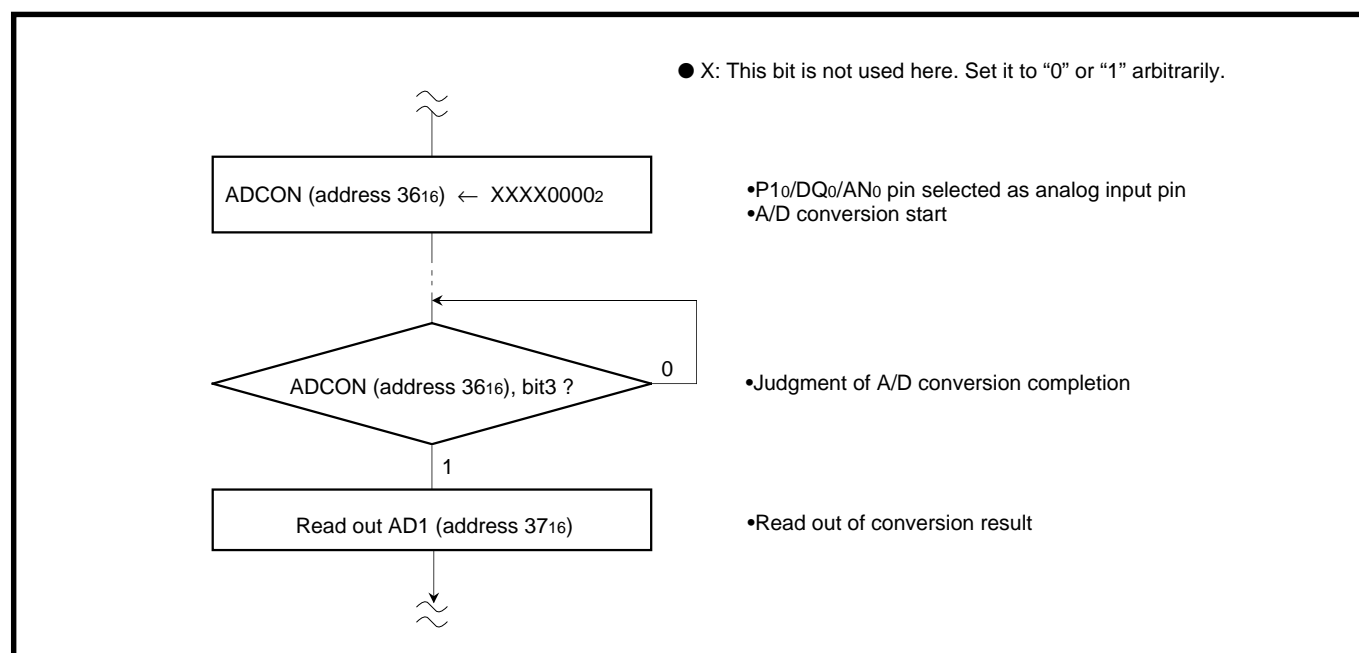 ● X: This bit is not used here. Set it to “0” or “1” arbitrarily.
ADCON (address 36₁₆) ← XXXX0000₂
•P1₀/DQ₀/AN₀ pin selected as analog input pin
•A/D conversion start
0
ADCON (address 36₁₆), bit3 ?
•Judgment of A/D conversion completion
1
Read out AD1 (address 37₁₆)
•Read out of conversion result